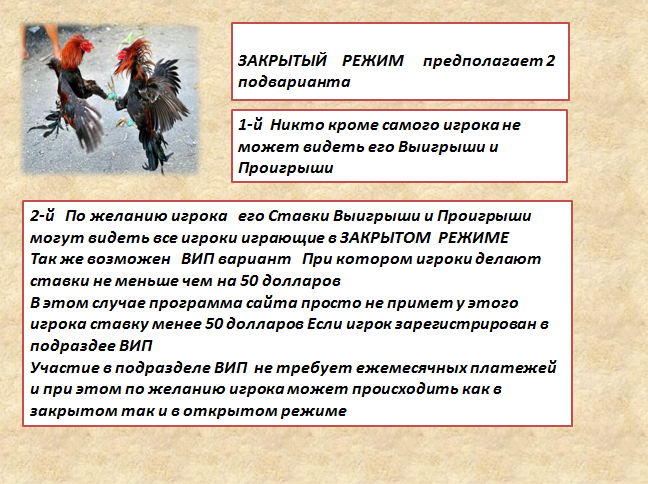 ЗАКРЫТЫЙ РЕЖИМ предполагает 2
подварианта
1-й Никто кроме самого игрока не
может видеть его Выигрыши и
Проигрыши
2-й По желанию игрока его Ставки Выигрыши и Проигрыши
могут видеть все игроки играющие в ЗАКРЫТОМ РЕЖИМЕ
Так же возможен ВИП вариант При котором игроки делают
ставки не меньше чем на 50 долларов
В этом случае программа сайта просто не примет у этого
игрока ставку менее 50 долларов Если игрок зарегистрирован в
подраздее ВИП
Участие в подразделе ВИП не требует ежемесячных платежей
и при этом по желанию игрока может происходить как в
закрытом так и в открытом режиме